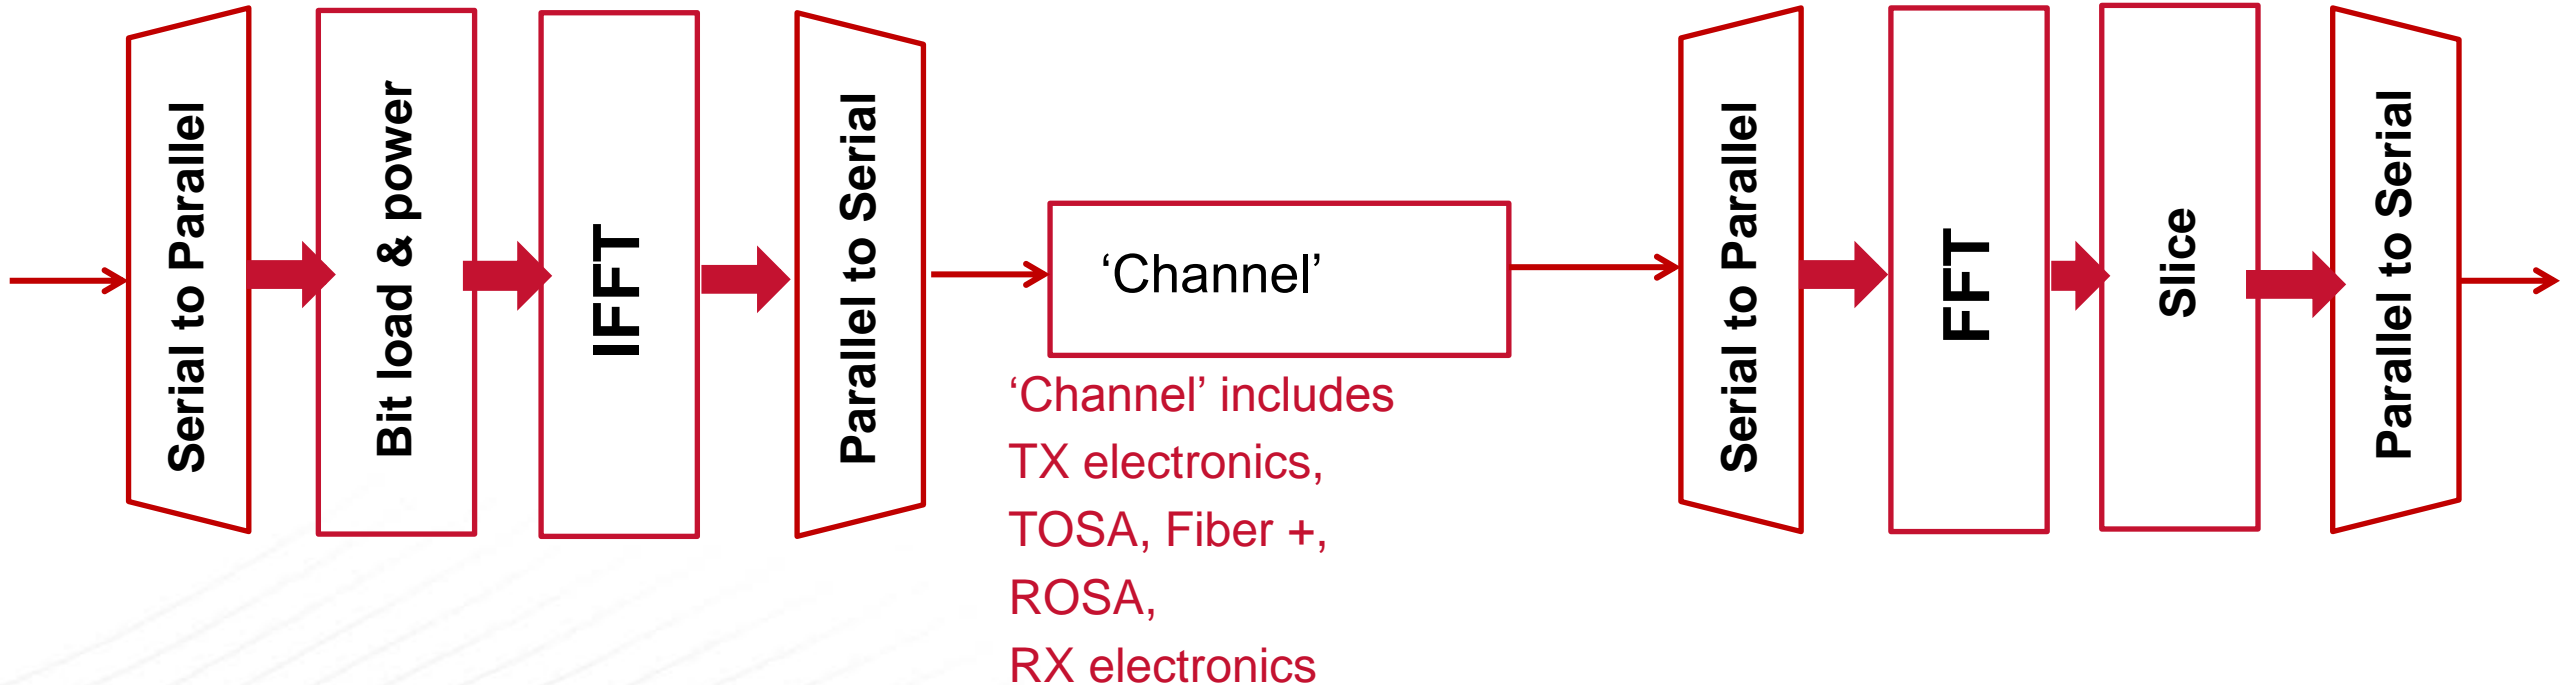 Serial to Parallel
Bit load & power
IFFT
Parallel to Serial
‘Channel’
‘Channel’ includes
TX electronics,
TOSA, Fiber +,
ROSA,
RX electronics
Serial to Parallel
FFT
Slice
Parallel to Serial